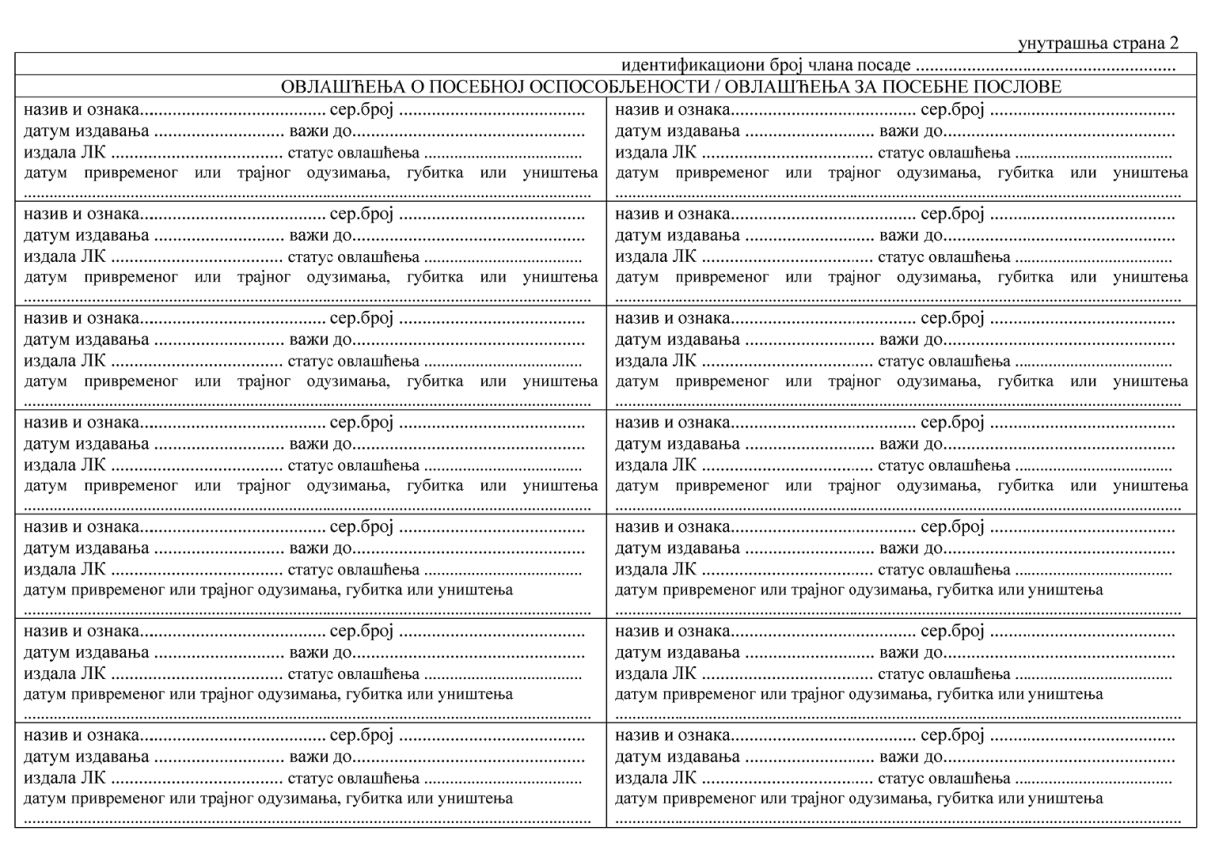 унутрашња страна 2
идентификациони број члана посаде ........................................................
ОВЛАШЋЕЊА О ПОСЕБНОЈ ОСПОСОБЉЕНОСТИ / ОВЛАШЋЕЊА ЗА ПОСЕБНЕ ПОСЛОВЕ
назив и ознака........................................ сер.број ........................................
датум издавања ............................ важи до..................................................
издала ЛК ..................................... статус овлашћења ..................................
датум привременог или трајног одузимања, губитка или уништења
..........................................................................................................................
назив и ознака........................................ сер.број ........................................
датум издавања ............................ важи до..................................................
издала ЛК ..................................... статус овлашћења ..................................
датум привременог или трајног одузимања, губитка или уништења
..........................................................................................................................
назив и ознака........................................ сер.број ........................................
датум издавања ............................ важи до..................................................
издала ЛК ..................................... статус овлашћења ..................................
датум привременог или трајног одузимања, губитка или уништења
..........................................................................................................................
назив и ознака........................................ сер.број ........................................
датум издавања ............................ важи до..................................................
издала ЛК ..................................... статус овлашћења ..................................
датум привременог или трајног одузимања, губитка или уништења
..........................................................................................................................
назив и ознака........................................ сер.број ........................................
датум издавања ............................ важи до..................................................
издала ЛК ..................................... статус овлашћења ..................................
датум привременог или трајног одузимања, губитка или уништења
..........................................................................................................................
назив и ознака........................................ сер.број ........................................
датум издавања ............................ важи до..................................................
издала ЛК ..................................... статус овлашћења ..................................
датум привременог или трајног одузимања, губитка или уништења
..........................................................................................................................
назив и ознака........................................ сер.број ........................................
датум издавања ............................ важи до..................................................
издала ЛК ..................................... статус овлашћења ..................................
датум привременог или трајног одузимања, губитка или уништења
..........................................................................................................................
назив и ознака........................................ сер.број ........................................
датум издавања ............................ важи до..................................................
издала ЛК ..................................... статус овлашћења ..................................
датум привременог или трајног одузимања, губитка или уништења
..........................................................................................................................
назив и ознака........................................ сер.број ........................................
датум издавања ............................ важи до..................................................
издала ЛК ..................................... статус овлашћења ..................................
датум привременог или трајног одузимања, губитка или уништења
..........................................................................................................................
назив и ознака........................................ сер.број ........................................
датум издавања ............................ важи до..................................................
издала ЛК ..................................... статус овлашћења ..................................
датум привременог или трајног одузимања, губитка или уништења
..........................................................................................................................
назив и ознака........................................ сер.број ........................................
датум издавања ............................ важи до..................................................
издала ЛК ..................................... статус овлашћења ..................................
датум привременог или трајног одузимања, губитка или уништења
..........................................................................................................................
назив и ознака........................................ сер.број ........................................
датум издавања ............................ важи до..................................................
издала ЛК ..................................... статус овлашћења ..................................
датум привременог или трајног одузимања, губитка или уништења
..........................................................................................................................
назив и ознака........................................ сер.број ........................................
датум издавања ............................ важи до..................................................
издала ЛК ..................................... статус овлашћења ..................................
датум привременог или трајног одузимања, губитка или уништења
..........................................................................................................................
назив и ознака........................................ сер.број ........................................
датум издавања ............................ важи до..................................................
издала ЛК ..................................... статус овлашћења ..................................
датум привременог или трајног одузимања, губитка или уништења
..........................................................................................................................